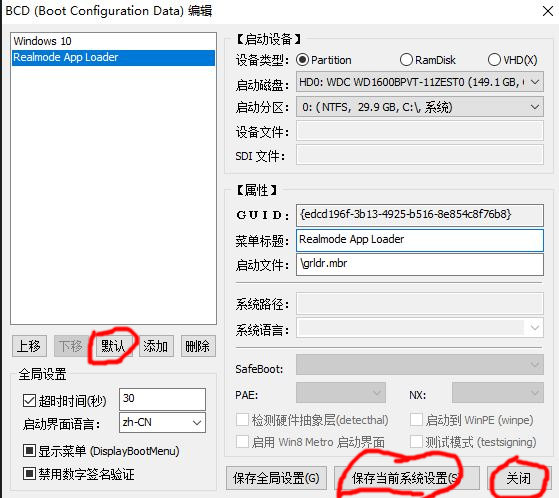 BCD (Boot Configuration Data) 编辑
Windows 10
Realmode App Loader
上移 下移 默认 添加 删除
全局设置
超时时间(秒) 30
启动界面语言: zh-CN
显示菜单 (DisplayBootMenu)
禁用数字签名验证
【启动设备】
设备类型: Partition RamDisk VHD(X)
启动磁盘: HD0: WDC WD1600BPVT-11ZEST0 (149.1 GB, C
启动分区: 0: ( NTFS, 29.9 GB, C:\, 系统)
设备文件:
SDI 文件:
【属性】
GUID: {edcd196f-3b13-4925-b516-8e854c8f76b8}
菜单标题: Realmode App Loader
启动文件: \grldr.mbr
系统路径:
系统语言:
SafeBoot:
PAE: NX:
检测硬件抽象层(detecthal) 启动到 WinPE (winpe)
启用 Win8 Metro 启动界面 测试模式 (testsigning)
保存全局设置(G) 保存当前系统设置(S) 关闭